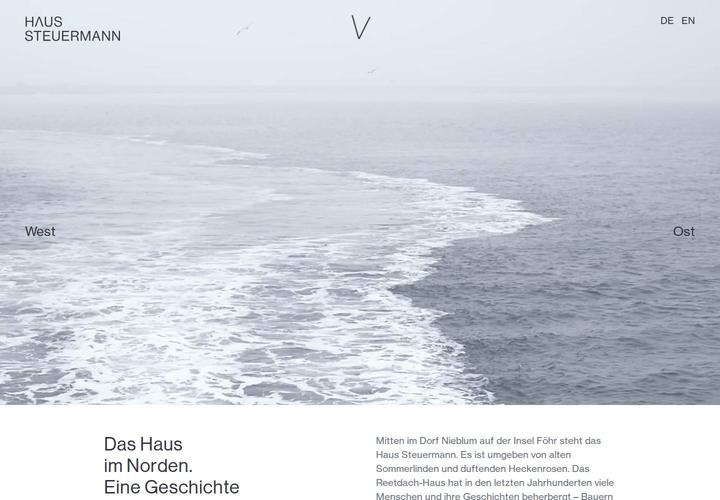 HAUS
STEUERMANN
DE EN
West
Ost
Das Haus
im Norden.
Eine Geschichte
Mitten im Dorf Nieblum auf der Insel Föhr steht das
Haus Steuermann. Es ist umgeben von alten
Sommerlinden und duftenden Heckenrosen. Das
Reetdach-Haus hat in den letzten Jahrhunderten viele
Menschen und ihre Geschichten beherbergt – Bauern